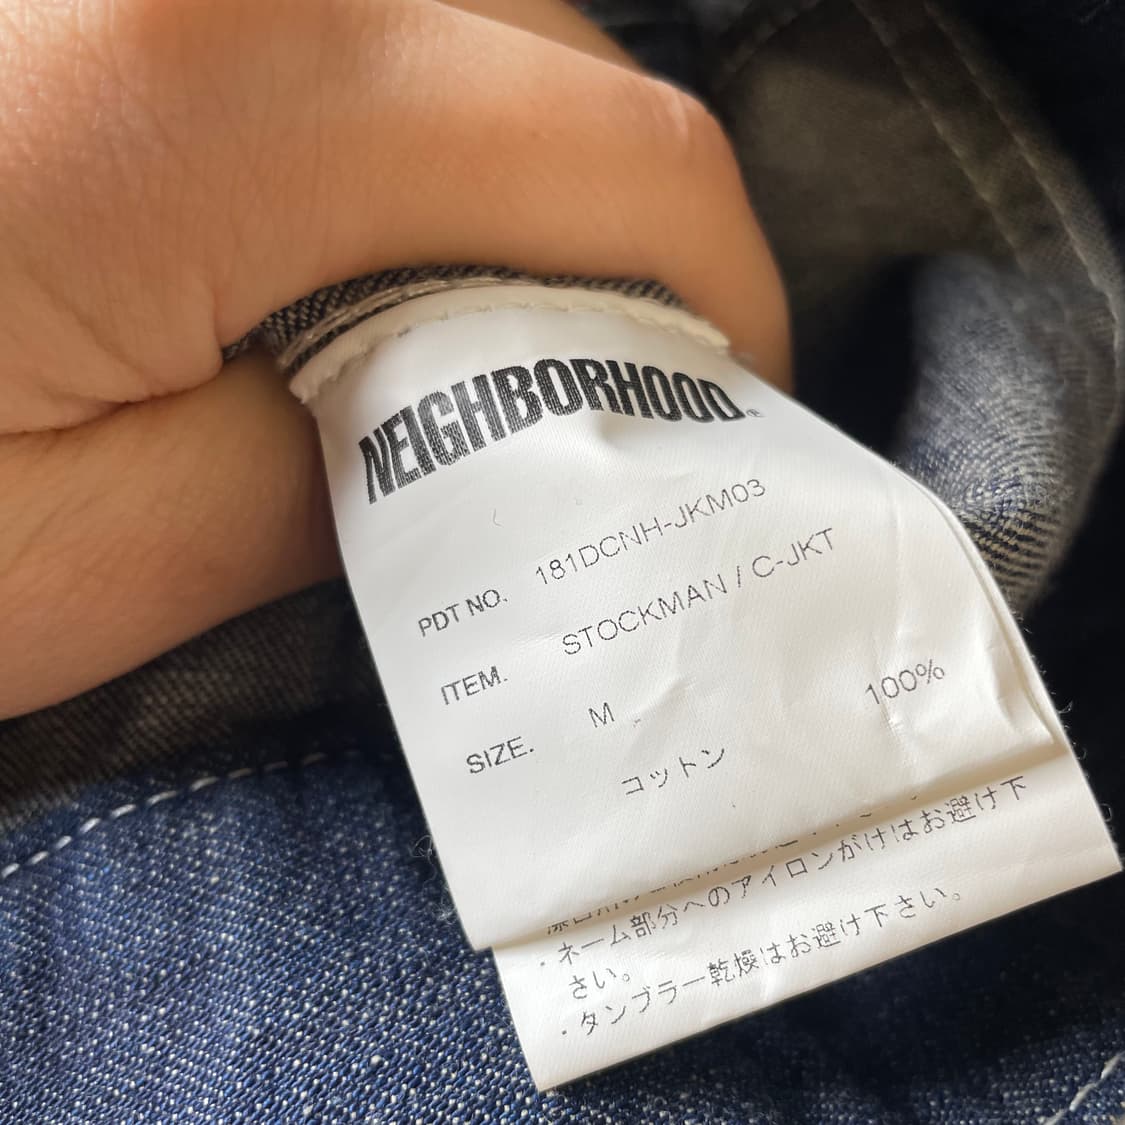 NEIGHBORHOOD®
PDT NO. 181DCNH-JKM03
ITEM. STOCKMAN / C-JKT
SIZE. M
コットン 100%
・ネーム部分へのアイロンがけはお避け下
さい。
・タンブラー乾燥はお避け下さい。